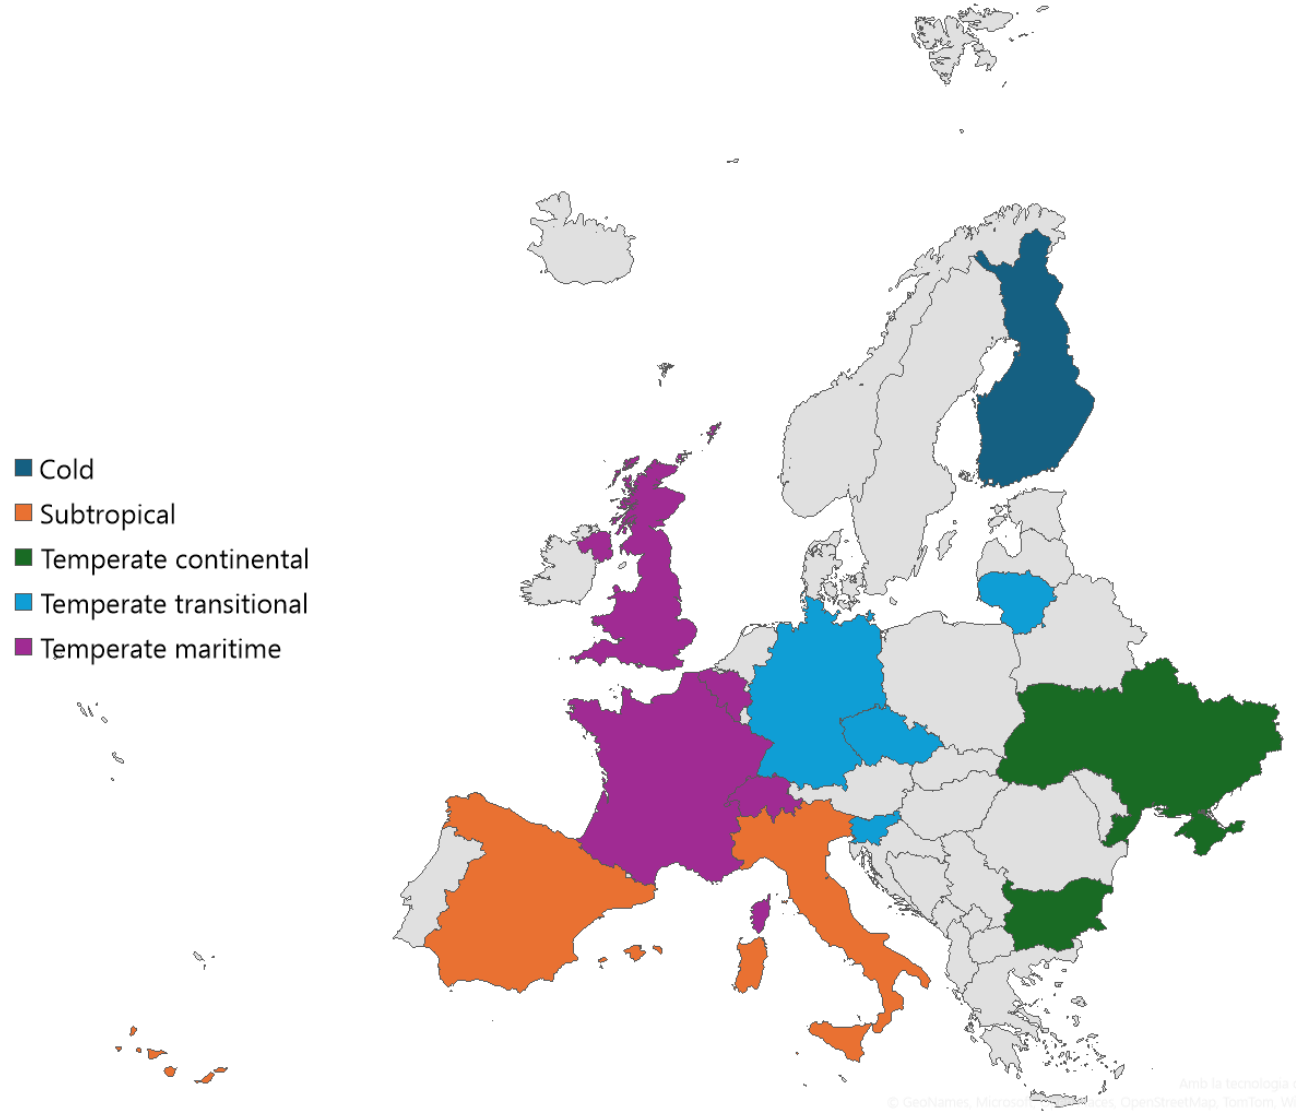 Cold
Subtropical
Temperate continental
Temperate transitional
Temperate maritime
Amb la tecnologia
© GeoNames, Microsoft, OpenStreetMap, TomTom,